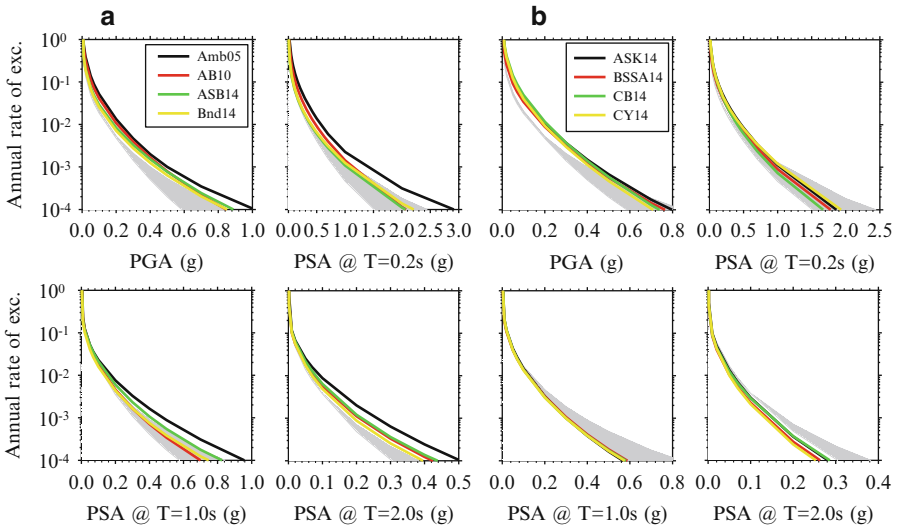 a
b
Annual rate of exc.
10⁰
10⁻¹
10⁻²
10⁻³
10⁻⁴
Amb05
AB10
ASB14
Bnd14
0.0 0.2 0.4 0.6 0.8 1.0
PGA (g)
0.0 0.5 1.0 1.5 2.0 2.5 3.0
PSA @ T=0.2s (g)
ASK14
BSSA14
CB14
CY14
0.0 0.2 0.4 0.6 0.8
PGA (g)
0.0 0.5 1.0 1.5 2.0 2.5
PSA @ T=0.2s (g)
Annual rate of exc.
10⁰
10⁻¹
10⁻²
10⁻³
10⁻⁴
0.0 0.2 0.4 0.6 0.8 1.0
PSA @ T=1.0s (g)
0.0 0.1 0.2 0.3 0.4 0.5
PSA @ T=2.0s (g)
0.0 0.2 0.4 0.6 0.8
PSA @ T=1.0s (g)
0.0 0.1 0.2 0.3 0.4
PSA @ T=2.0s (g)